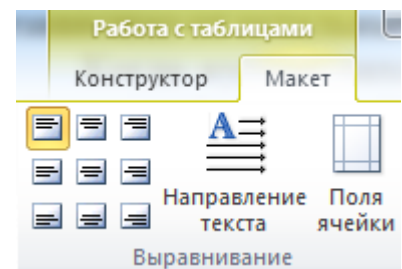 Работа с таблицами
Конструктор Макет
Направление текста
Поля ячейки
Выравнивание